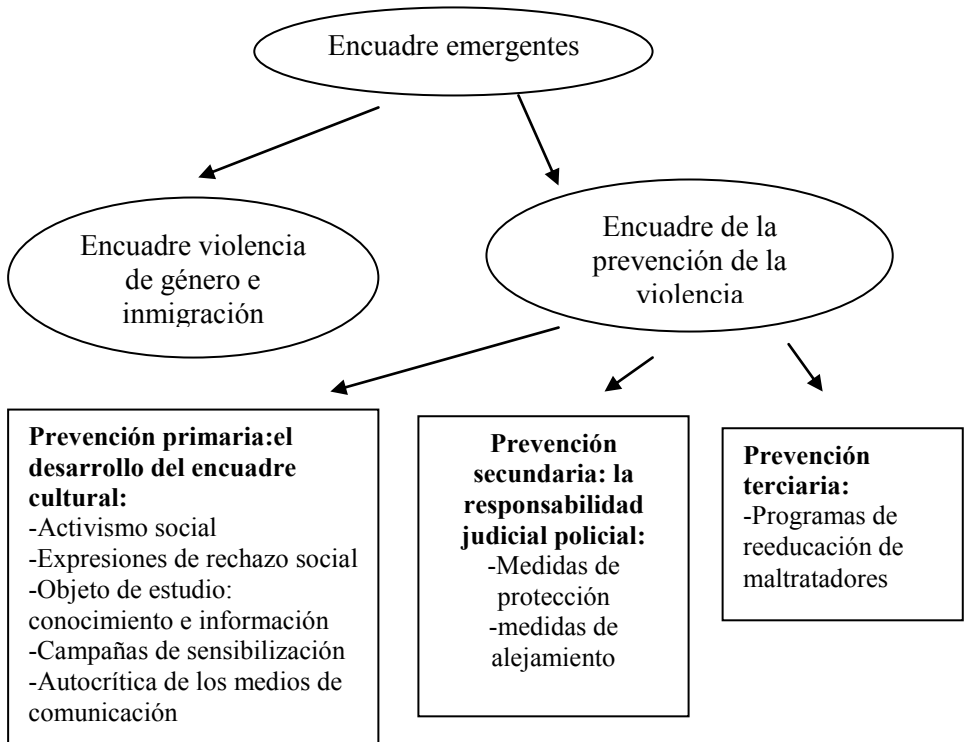 Encuadre emergentes
Encuadre violencia
de género e
inmigración
Encuadre de la
prevención de la
violencia
Prevención primaria:el
desarrollo del encuadre
cultural:
-Activismo social
-Expresiones de rechazo social
-Objeto de estudio:
conocimiento e información
-Campañas de sensibilización
-Autocrítica de los medios de
comunicación
Prevención
secundaria: la
responsabilidad
judicial policial:
-Medidas de
protección
-medidas de
alejamiento
Prevención
terciaria:
-Programas de
reeducación de
maltratadores